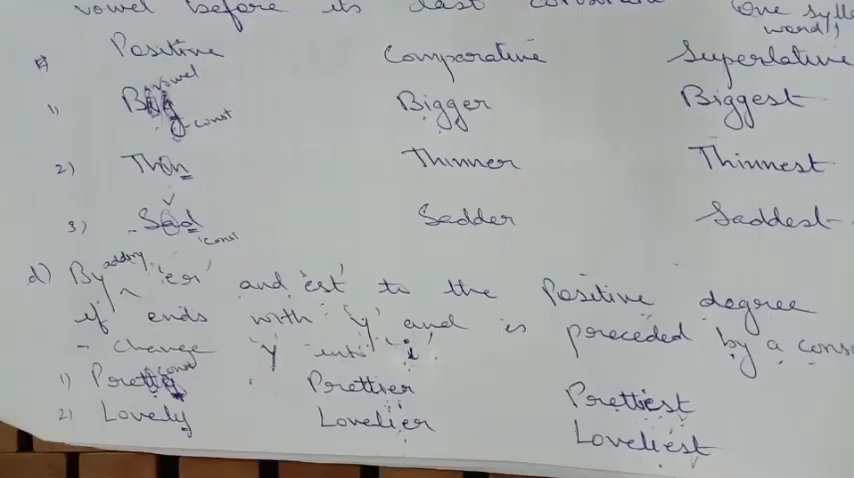 vowel before its last consonant (One sylla
word)
Positive Comparative Superlative
vowel
1) Big Bigger Biggest
const
2) Thin Thinner Thinnest
v
3) Sad Sadder Saddest
const
d) By adding 'er' and 'est' to the Positive degree
if ends with 'y' and is preceded by a cons
- change 'y' into 'i'
const
1) Pretty Prettier Prettiest
2) Lovely Lovelier Loveliest